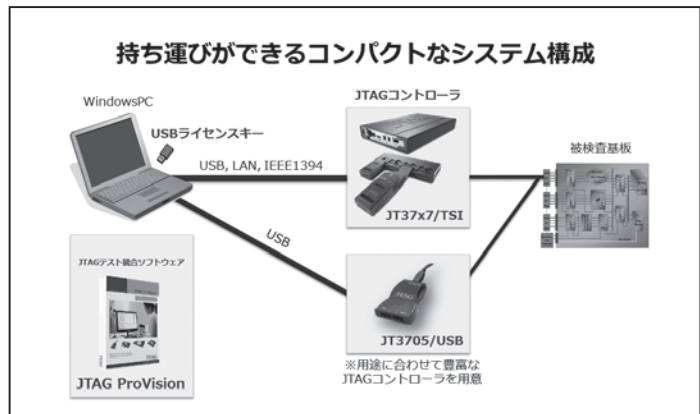 持ち運びができるコンパクトなシステム構成
WindowsPC
USBライセンスキー
USB, LAN, IEEE1394
USB
JTAGコントローラ
JT37x7/TSI
被検査基板
JTAGテスト統合ソフトウェア
JTAG ProVision
JT3705/USB
※用途に合わせて豊富な
JTAGコントローラを用意